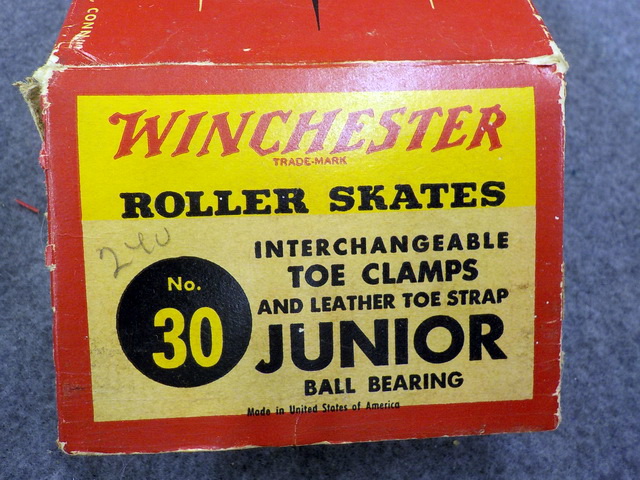 CONN.
WINCHESTER
TRADE-MARK
ROLLER SKATES
240
INTERCHANGEABLE
TOE CLAMPS
AND LEATHER TOE STRAP
No.
30
JUNIOR
BALL BEARING
Made in United States of America